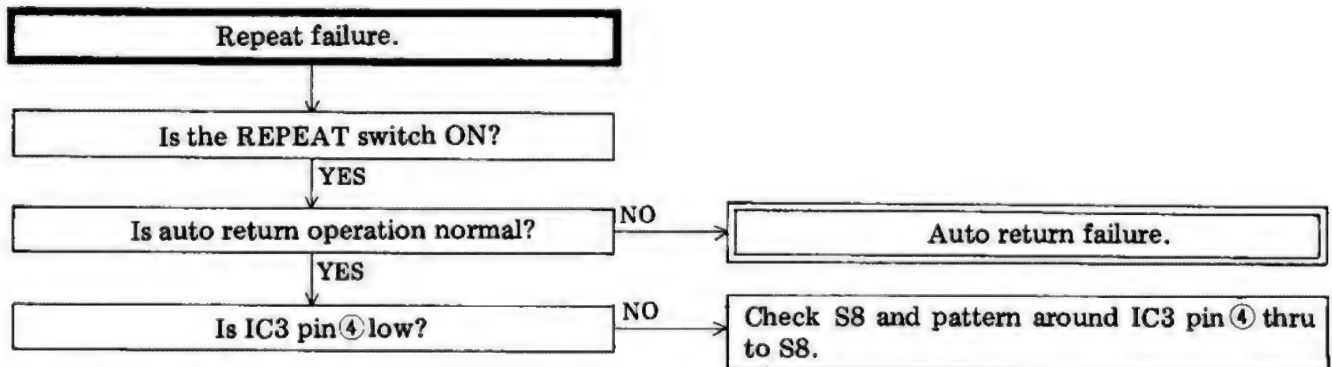 Repeat failure.
Is the REPEAT switch ON?
YES
Is auto return operation normal?
NO
Auto return failure.
YES
Is IC3 pin④low?
NO
Check S8 and pattern around IC3 pin④ thru
to S8.